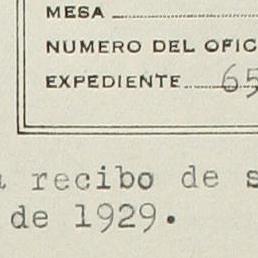 MESA
NUMERO DEL OFIC
EXPEDIENTE 65
recibo de s
de 1929.